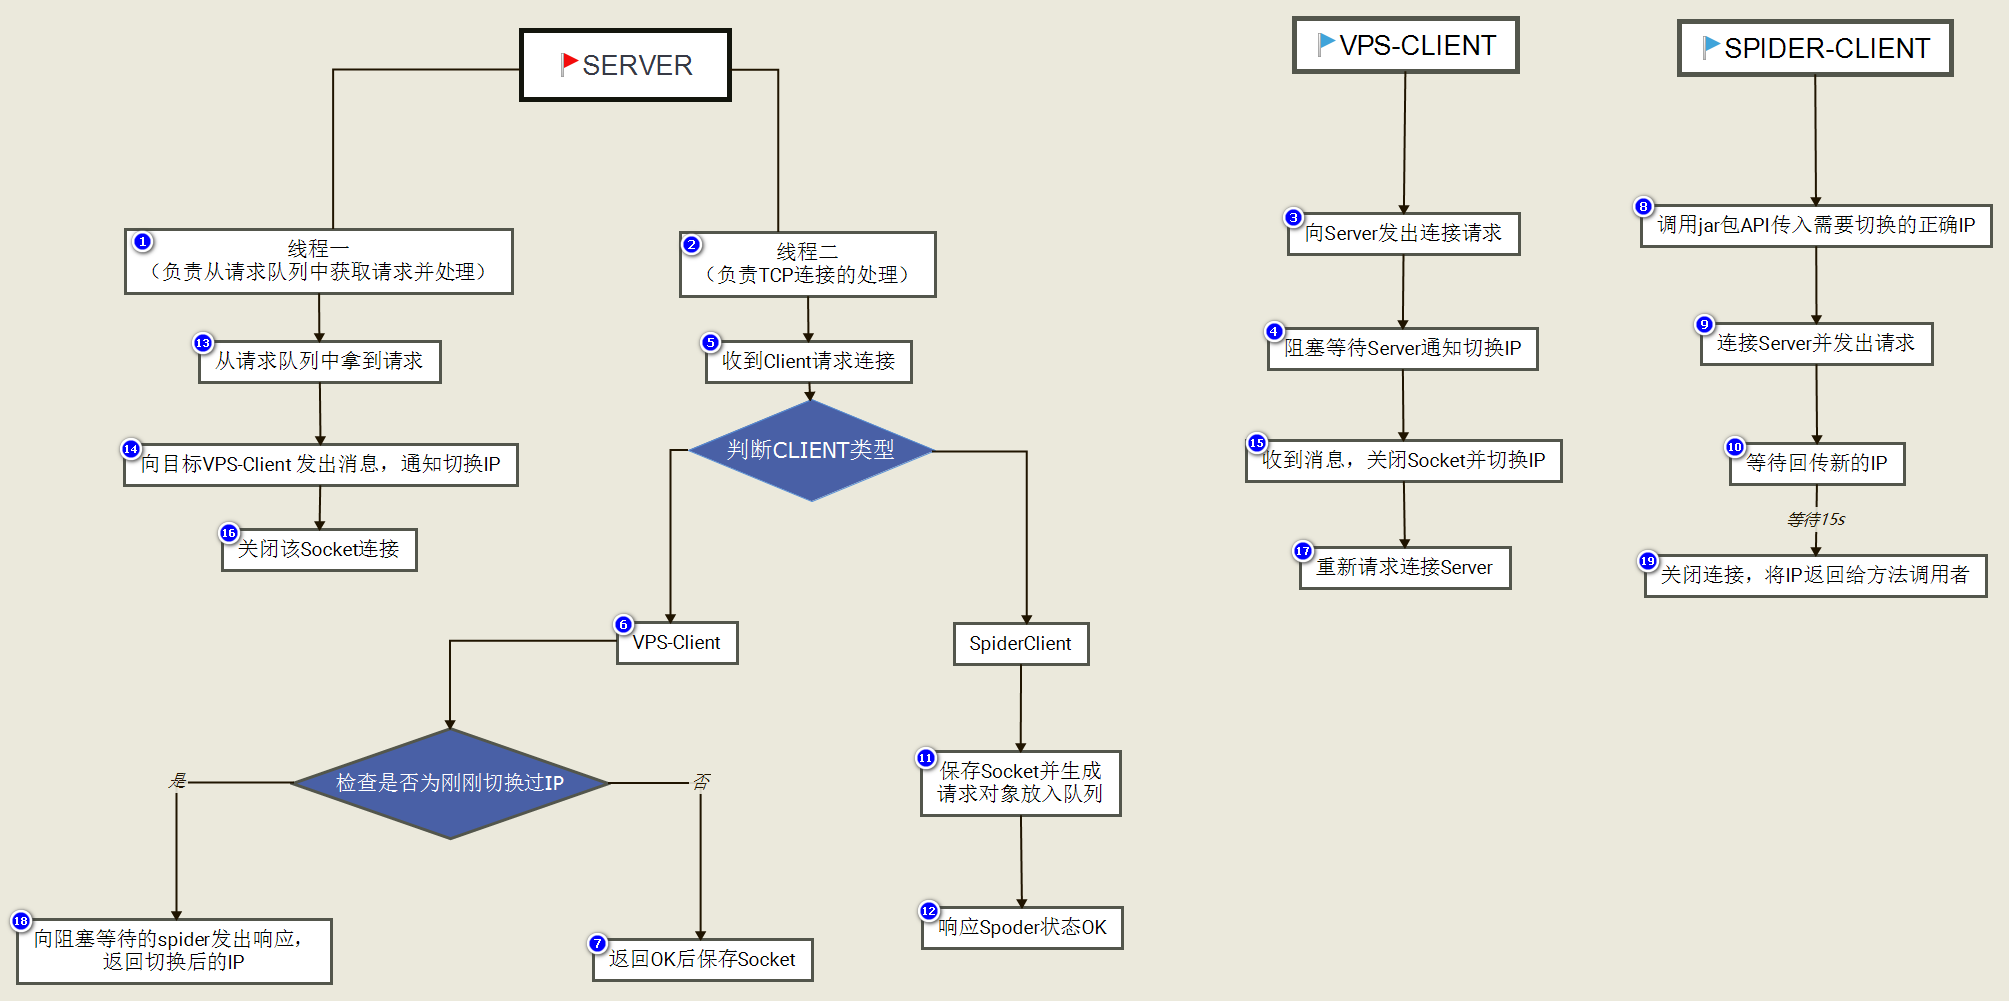 SERVER
1
线程一
（负责从请求队列中获取请求并处理）
13
从请求队列中拿到请求
14
向目标VPS-Client 发出消息，通知切换IP
16
关闭该Socket连接
2
线程二
（负责TCP连接的处理）
5
收到Client请求连接
判断CLIENT类型
6
VPS-Client
检查是否为刚刚切换过IP
是
否
18
向阻塞等待的spider发出响应，
返回切换后的IP
7
返回OK后保存Socket
SpiderClient
11
保存Socket并生成
请求对象放入队列
12
响应Spoder状态OK
VPS-CLIENT
3
向Server发出连接请求
4
阻塞等待Server通知切换IP
15
收到消息，关闭Socket并切换IP
17
重新请求连接Server
SPIDER-CLIENT
8
调用jar包API传入需要切换的正确IP
9
连接Server并发出请求
10
等待回传新的IP
等待15s
19
关闭连接，将IP返回给方法调用者